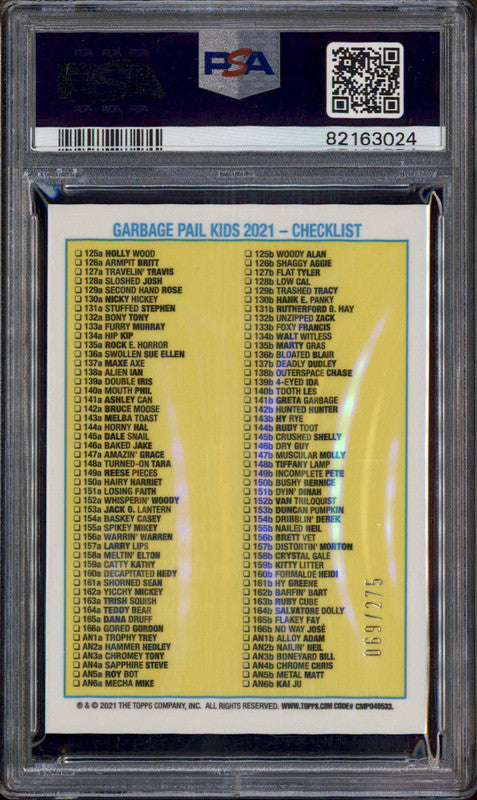 PSA
82163024
GARBAGE PAIL KIDS 2021 – CHECKLIST
125a HOLLY WOOD
126a ARMPIT BRITT
127a TRAVELIN' TRAVIS
128a SLOSHED JOSH
129a SECOND HAND ROSE
130a NICKY HICKEY
131a STUFFED STEPHEN
132a BONY TONY
133a FURRY MURRAY
134a HIP KIP
135a ROCK E. HORROR
136a SWOLLEN SUE ELLEN
137a MAXE AXE
138a ALIEN IAN
139a DOUBLE IRIS
140a MOUTH PHIL
141a ASHLEY CAN
142a BRUCE MOOSE
143a MELBA TOAST
144a HORNY HAL
145a DALE SNAIL
146a BAKED JAKE
147a AMAZIN' GRACE
148a TURNED-ON TARA
149a REESE PIECES
150a HAIRY HARRIET
151a LOSING FAITH
152a WHISPERIN' WOODY
153a JACK O. LANTERN
154a BASKEY CASEY
155a SPIKEY MIKEY
156a WARRIN' WARREN
157a LARRY LIPS
158a MELTIN' ELTON
159a CATTY KATHY
160a DECAPITATED HEDY
161a SHORNED SEAN
162a YICCHY MICKEY
163a TRISH SQUISH
164a TEDDY BEAR
165a DANA DRUFF
166a GORED GORDON
AN1a TROPHY TREY
AN2a HAMMER HEDLEY
AN3a CHROMEY TONY
AN4a SAPPHIRE STEVE
AN5a ROY BOT
AN6a MECHA MIKE
125b WOODY ALAN
126b SHAGGY AGGIE
127b FLAT TYLER
128b LOW CAL
129b TRASHED TRACY
130b HANK E. PANKY
131b RUTHERFORD B. HAY
132b UNZIPPED ZACK
133b FOXY FRANCIS
134b WALT WITLESS
135b MARTY GRAS
136b BLOATED BLAIR
137b DEADLY DUDLEY
138b OUTERSPACE CHASE
139b 4-EYED IDA
140b TOOTH LES
141b GRETA GARBAGE
142b HUNTED HUNTER
143b HY RYE
144b RUDY TOOT
145b CRUSHED SHELLY
146b DRY GUY
147b MUSCULAR MOLLY
148b TIFFANY LAMP
149b INCOMPLETE PETE
150b BUSHY BERNICE
151b DYIN' DINAH
152b VAN TRILOQUIST
153b DUNCAN PUMPKIN
154b DRIBBLIN' DEREK
155b NAILED NEIL
156b BRETT VET
157b DISTORTIN' MORTON
158b CRYSTAL GALE
159b KITTY LITTER
160b FORMALDE HEIDI
161b HY GREENE
162b BARFIN' BART
163b RUBY CUBE
164b SALVATORE DOLLY
165b FLAKEY FAY
166b NO WAY JOSÉ
AN1b ALLOY ADAM
AN2b NAILIN' NEIL
AN3b BONEYARD BILL
AN4b CHROME CHRIS
AN5b METAL MATT
AN6b KAI JU
069/275
® & © 2021 THE TOPPS COMPANY, INC. ALL RIGHTS RESERVED. WWW.TOPPS.COM CODE# CMPD49533.